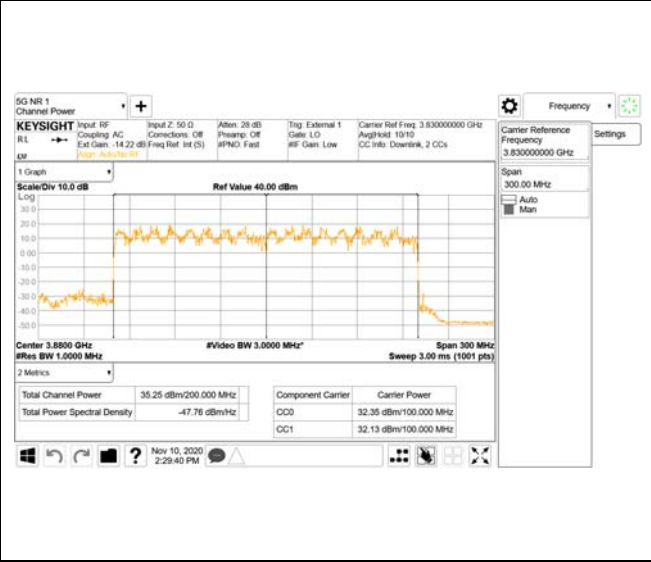 5G NR 1
Channel Power
+
Frequency
KEYSIGHT
R L
Input: RF
Coupling: AC
Ext Gain: -14.22 dB
Align: Auto/No RF
Input Z: 50 Ω
Corrections: Off
Freq Ref: Int (S)
Atten: 28 dB
Preamp: Off
#PNO: Fast
Trig: External 1
Gate: LO
#IF Gain: Low
Carrier Ref Freq: 3.830000000 GHz
Avg|Hold: 10/10
CC Info: Downlink, 2 CCs
Carrier Reference
Frequency
3.830000000 GHz
Settings
Span
300.00 MHz
Auto
Man
1 Graph
Scale/Div 10.0 dB
Ref Value 40.00 dBm
Log
30.0
20.0
10.0
0.00
-10.0
-20.0
-30.0
-40.0
-50.0
Center 3.8800 GHz
#Video BW 3.0000 MHz*
Span 300 MHz
#Res BW 1.0000 MHz
Sweep 3.00 ms (1001 pts)
2 Metrics
Total Channel Power 35.25 dBm/200.000 MHz
Total Power Spectral Density -47.76 dBm/Hz
Component Carrier Carrier Power
CC0 32.35 dBm/100.000 MHz
CC1 32.13 dBm/100.000 MHz
?
Nov 10, 2020
2:29:40 PM